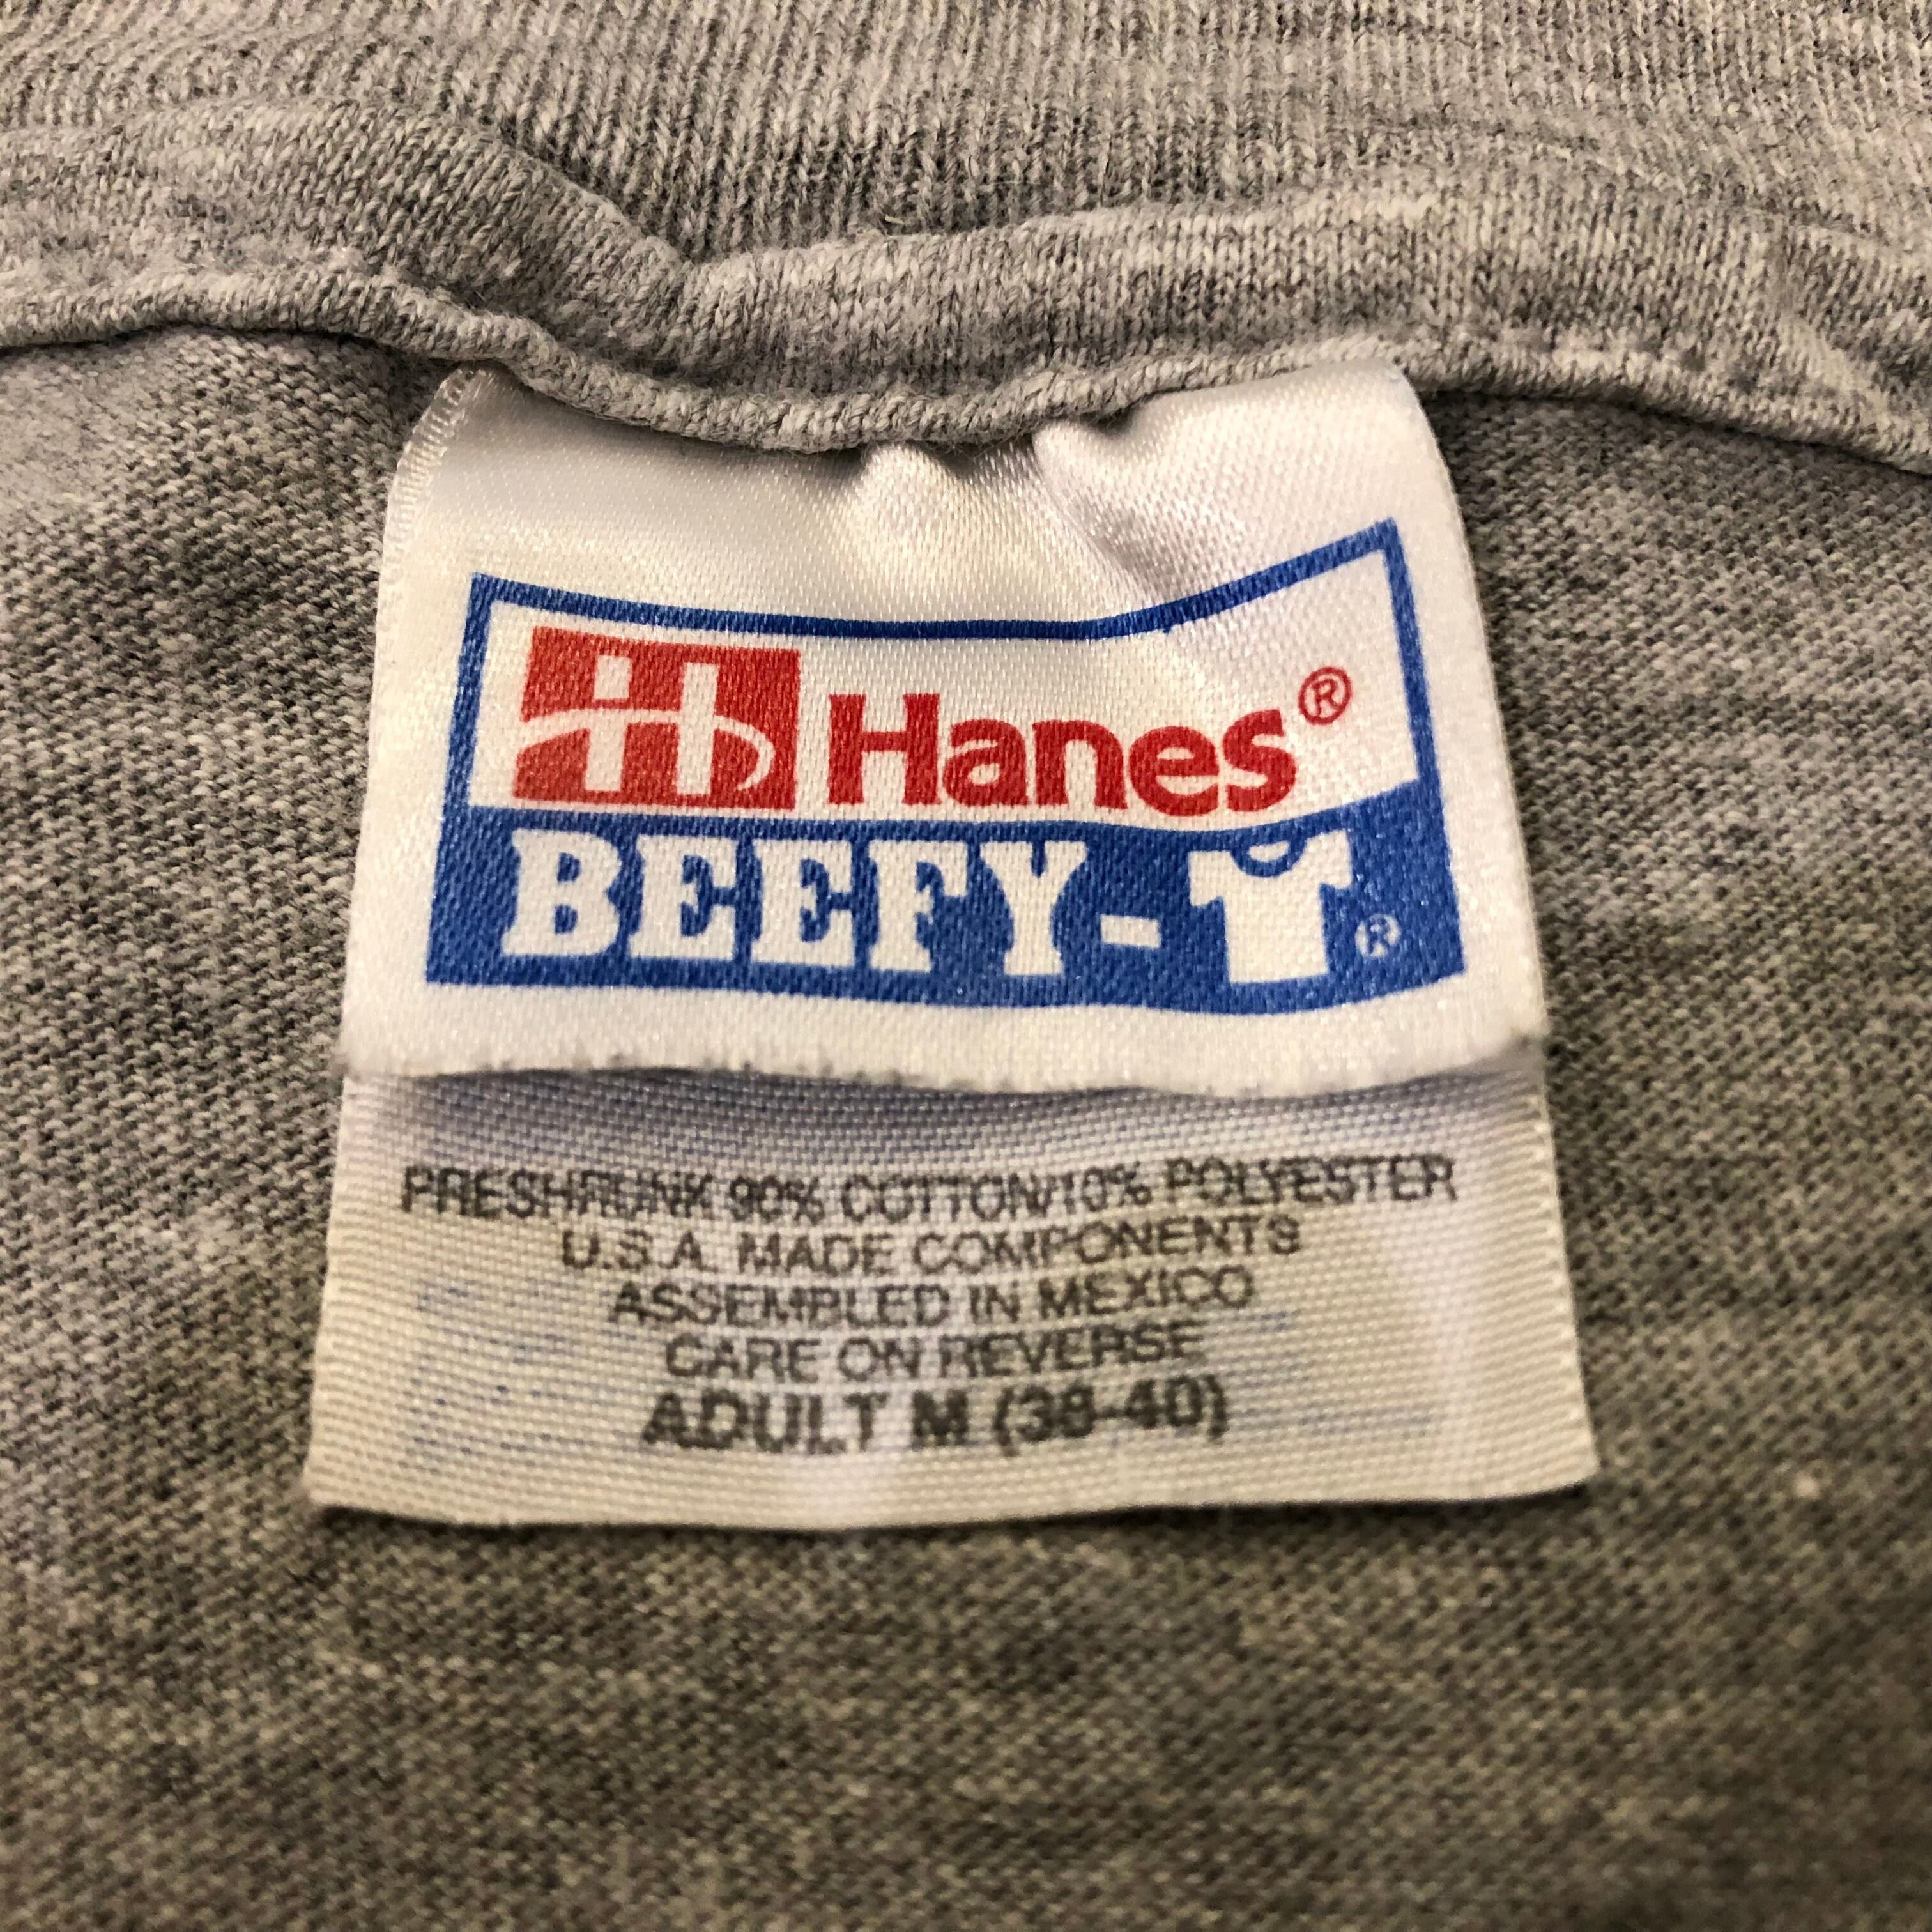 H Hanes®
BEEFY-T®
PRESHRUNK 90% COTTON/10% POLYESTER
U.S.A. MADE COMPONENTS
ASSEMBLED IN MEXICO
CARE ON REVERSE
ADULT M (38-40)